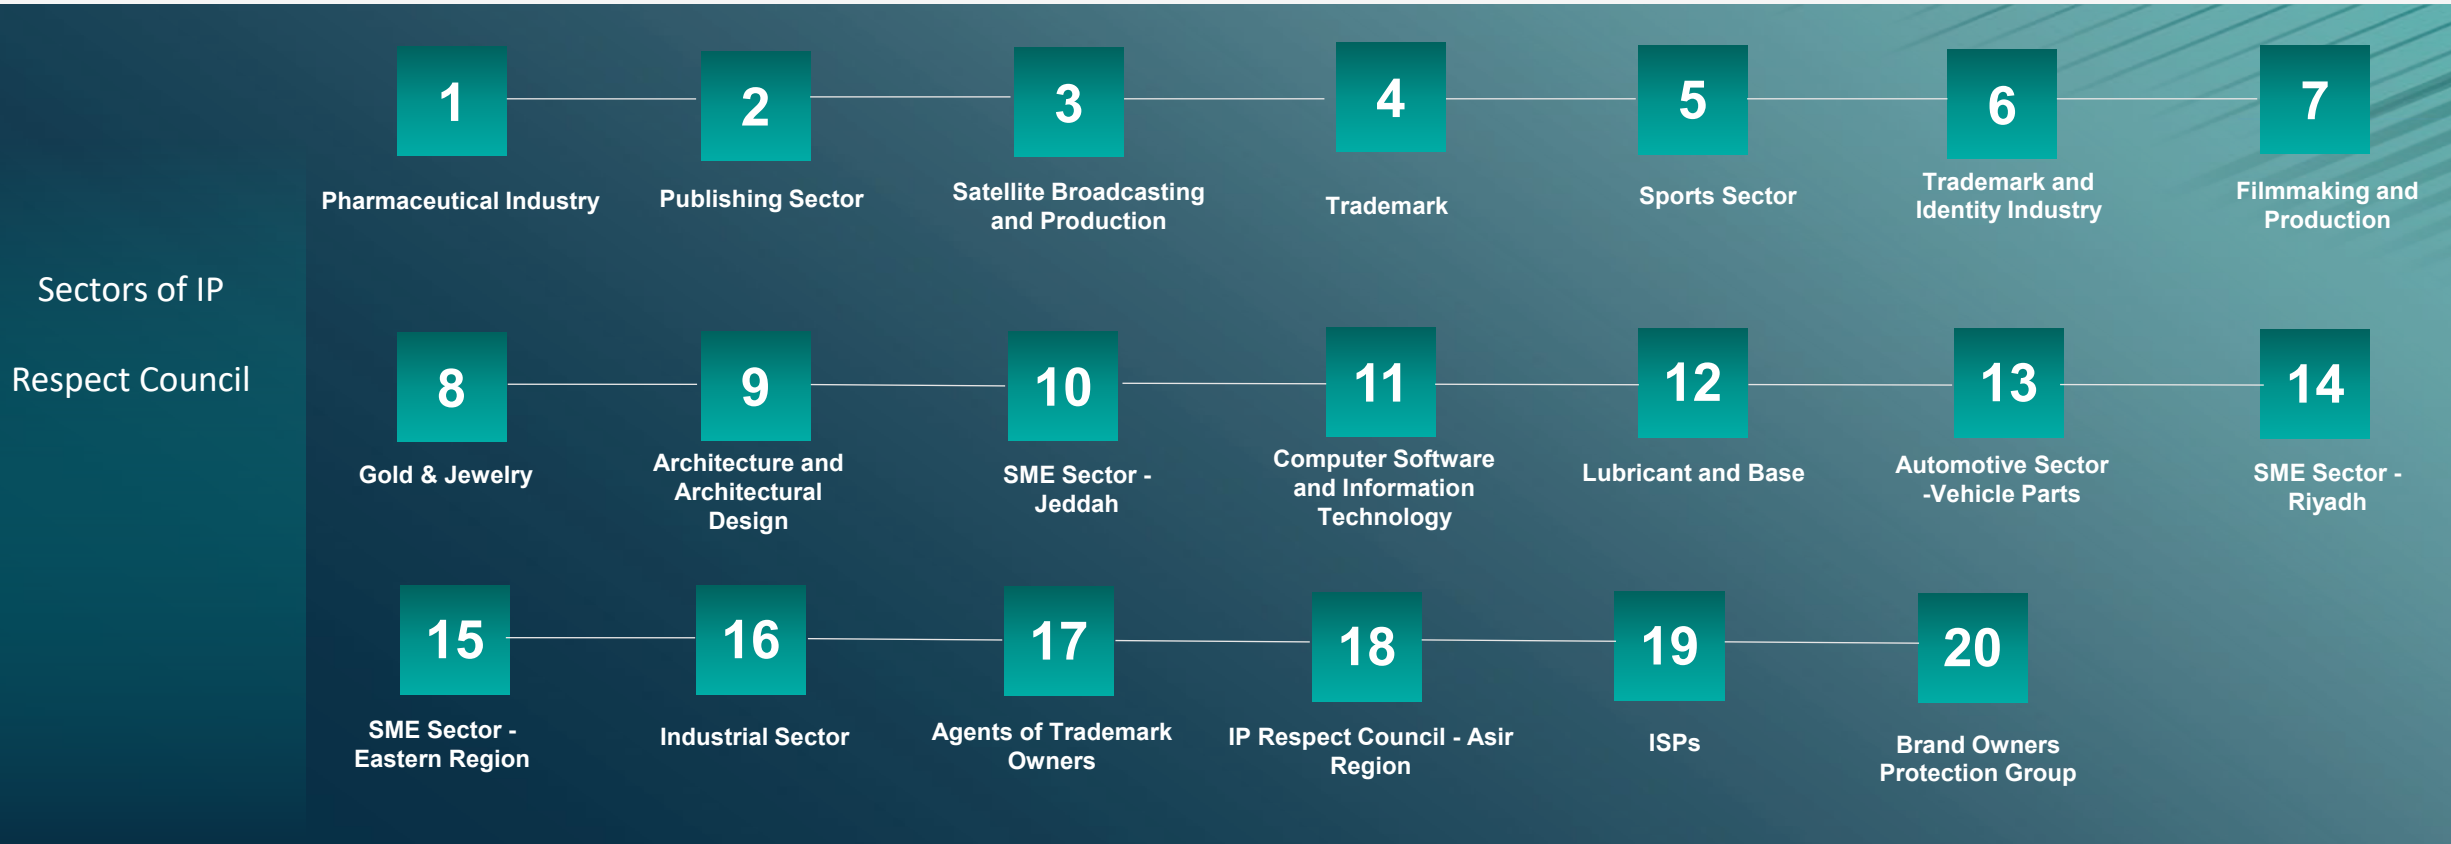 Sectors of IP
Respect Council
1
Pharmaceutical Industry
2
Publishing Sector
3
Satellite Broadcasting
and Production
4
Trademark
5
Sports Sector
6
Trademark and
Identity Industry
7
Filmmaking and
Production
8
Gold & Jewelry
9
Architecture and
Architectural
Design
10
SME Sector -
Jeddah
11
Computer Software
and Information
Technology
12
Lubricant and Base
13
Automotive Sector
-Vehicle Parts
14
SME Sector -
Riyadh
15
SME Sector -
Eastern Region
16
Industrial Sector
17
Agents of Trademark
Owners
18
IP Respect Council - Asir
Region
19
ISPs
20
Brand Owners
Protection Group